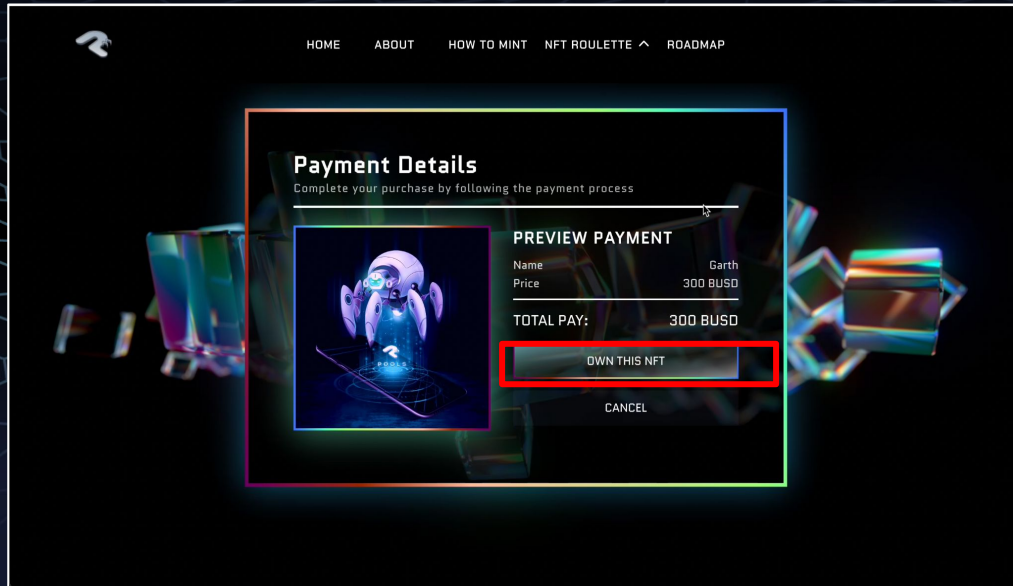 HOME ABOUT HOW TO MINT NFT ROULETTE ROADMAP
Payment Details
Complete your purchase by following the payment process
PREVIEW PAYMENT
Name Garth
Price 300 BUSD
TOTAL PAY: 300 BUSD
POOLS
OWN THIS NFT
CANCEL